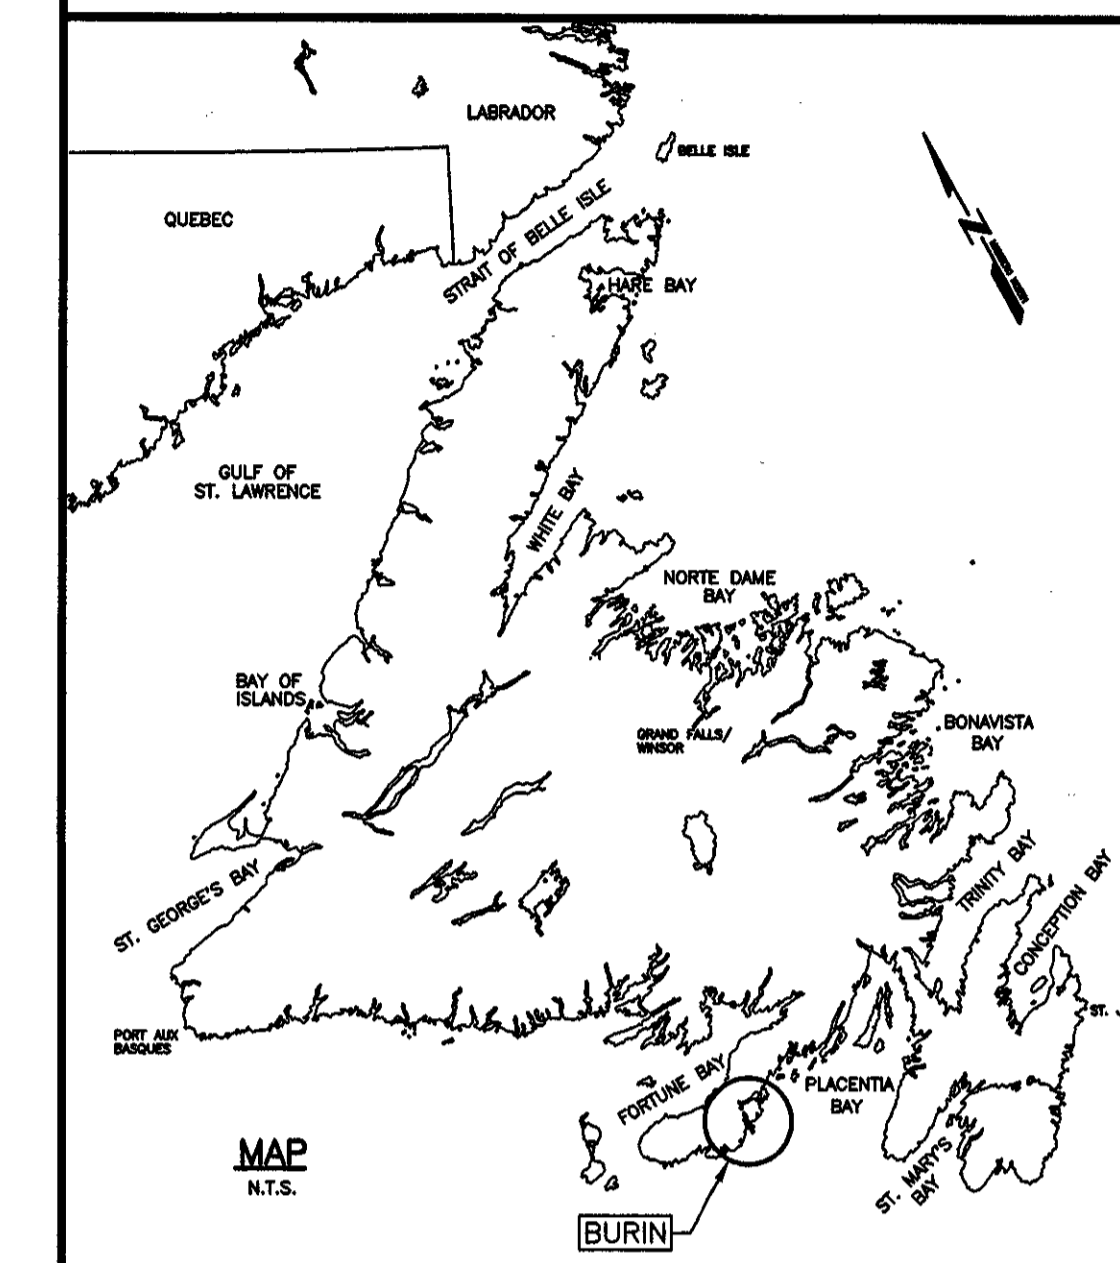 LABRADOR
BELLE ISLE
QUEBEC
STRAIT OF BELLE ISLE
HARE BAY
GULF OF
ST. LAWRENCE
WHITE BAY
NORTE DAME
BAY
BAY OF
ISLANDS
GRAND FALLS/
WINSOR
BONAVISTA
BAY
TRINITY BAY
CONCEPTION BAY
ST. GEORGE'S BAY
ST.
PORT AUX
BASQUES
FORTUNE BAY
PLACENTIA
BAY
ST. MARY'S
BAY
MAP
N.T.S.
BURIN
N